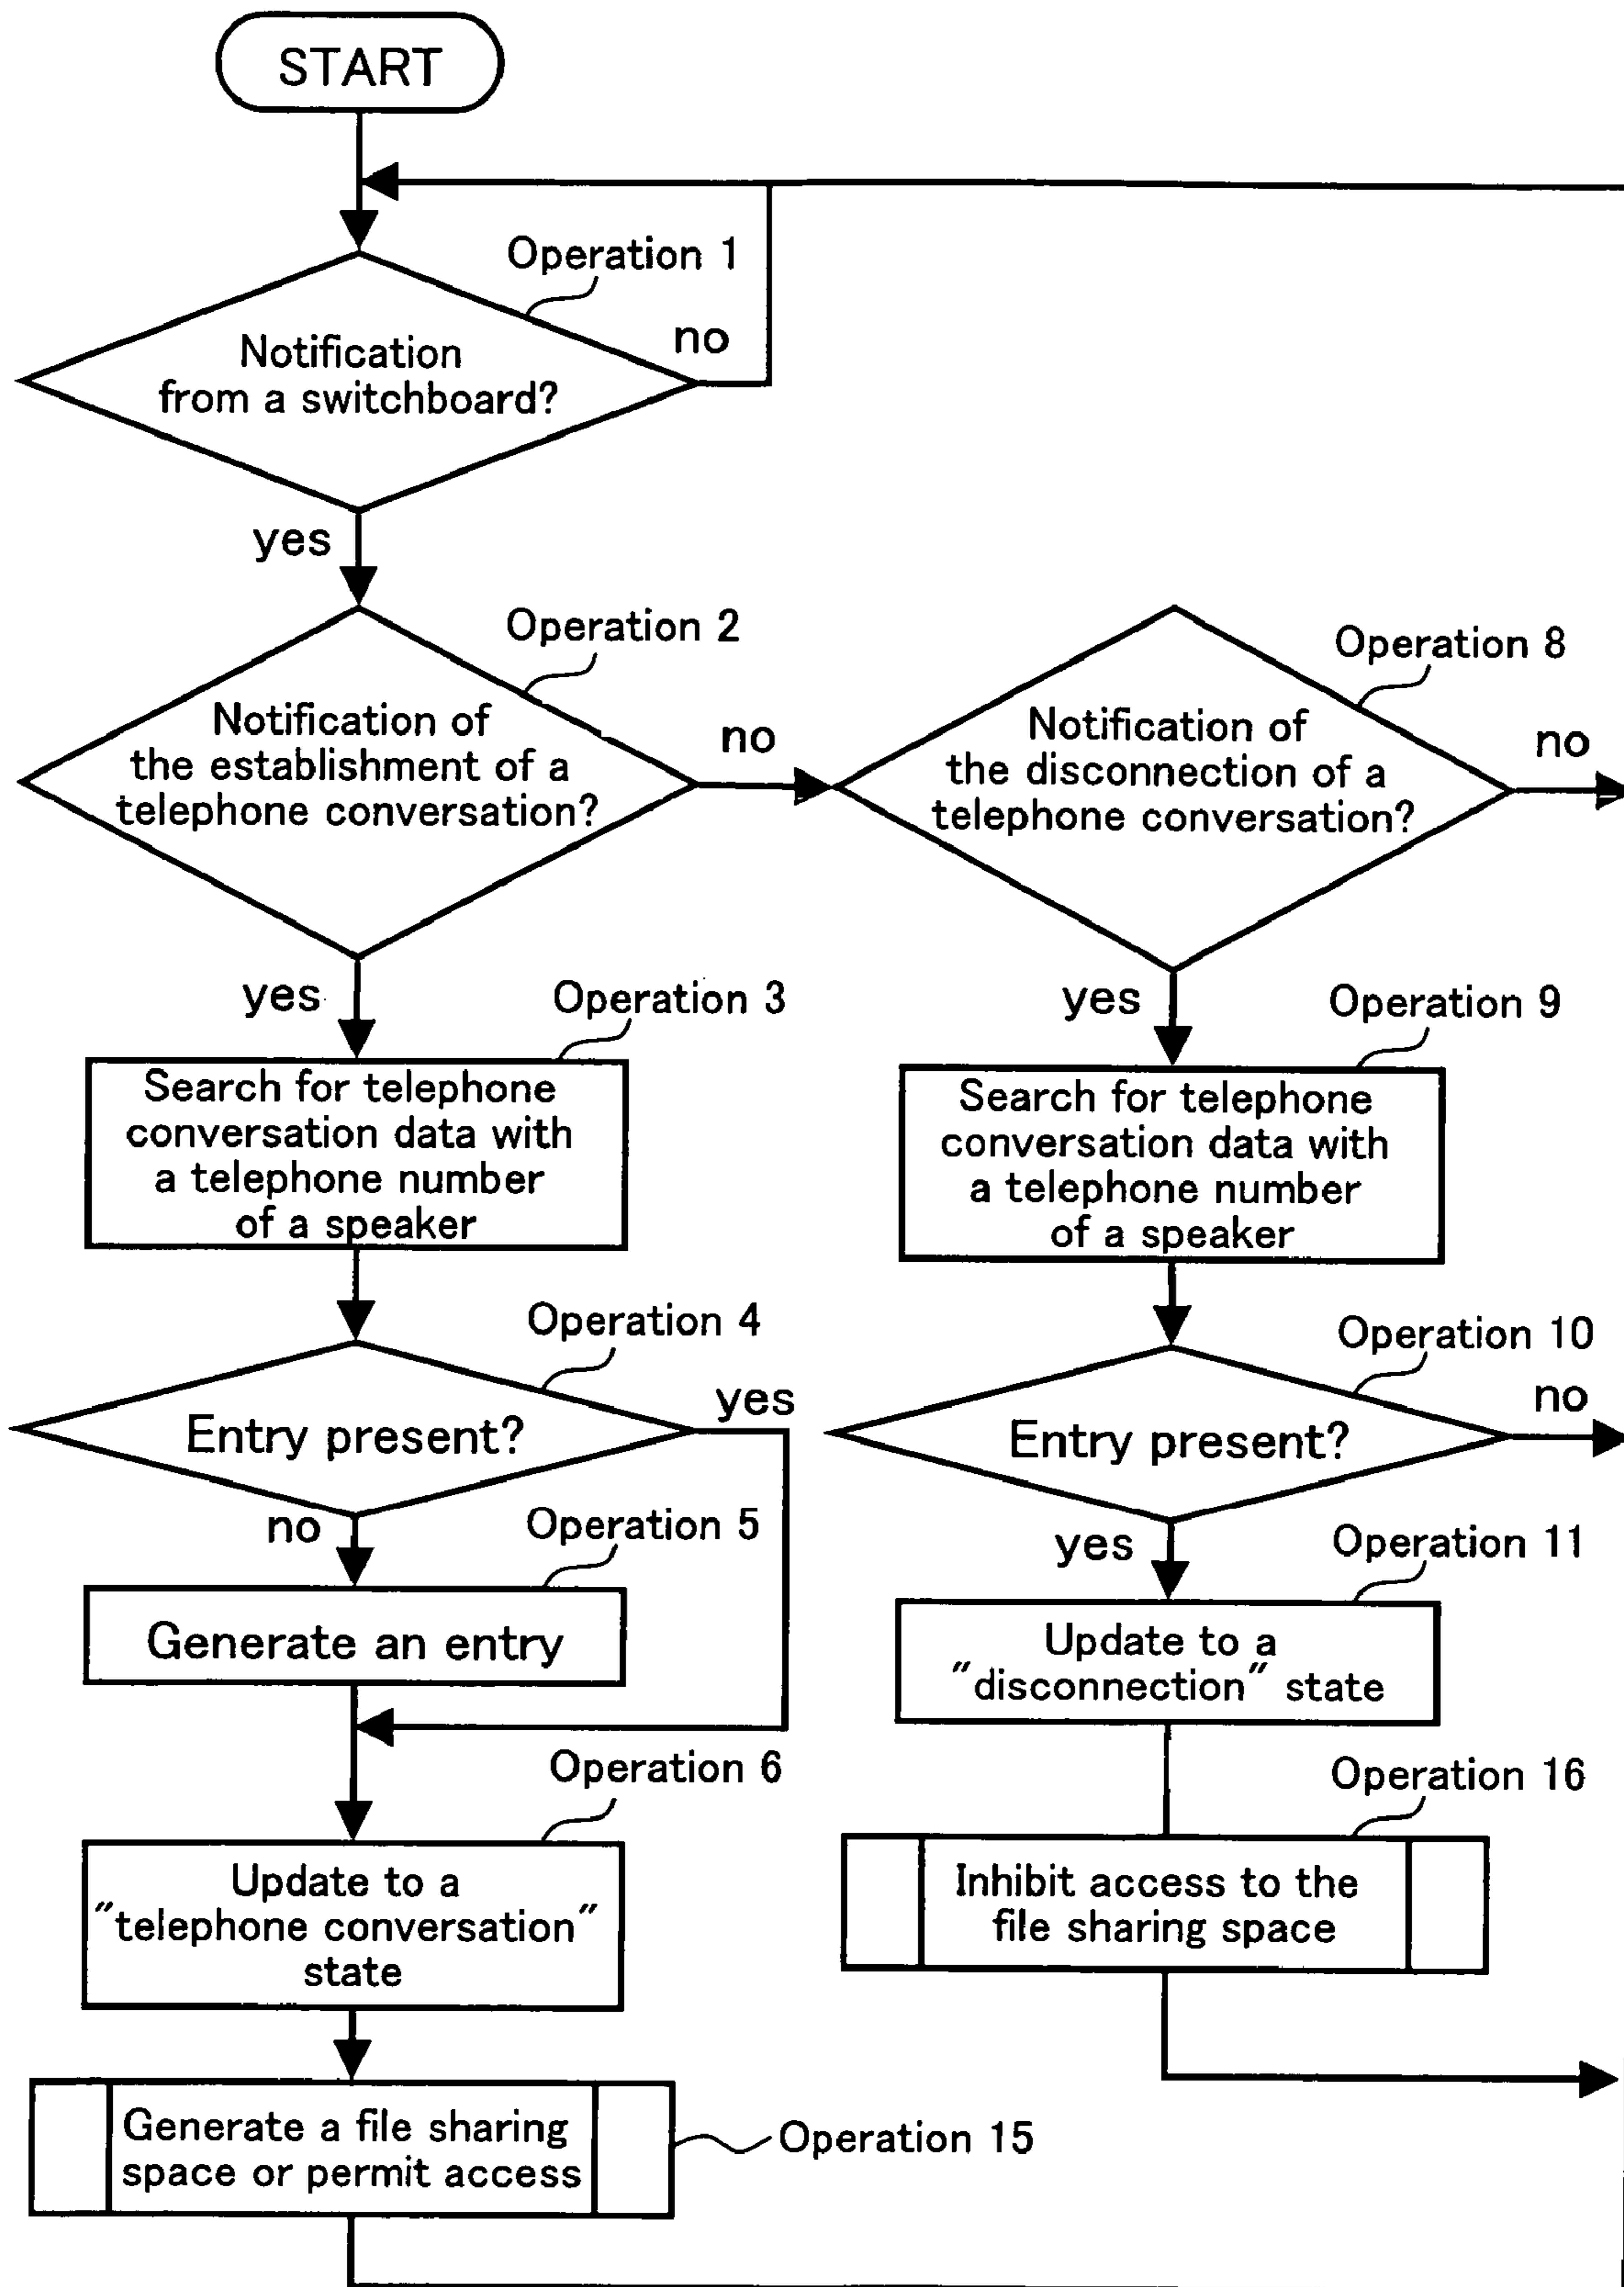 START
Operation 1
Notification
from a switchboard?
no
yes
Operation 2
Notification of
the establishment of a
telephone conversation?
no
Operation 8
Notification of
the disconnection of a
telephone conversation?
no
yes
Operation 3
Search for telephone
conversation data with
a telephone number
of a speaker
yes
Operation 9
Search for telephone
conversation data with
a telephone number
of a speaker
Operation 4
Entry present?
yes
no
Operation 10
Entry present?
no
yes
Operation 5
Generate an entry
Operation 11
Update to a
"disconnection" state
Operation 6
Update to a
"telephone conversation"
state
Operation 16
Inhibit access to the
file sharing space
Generate a file sharing
space or permit access
Operation 15